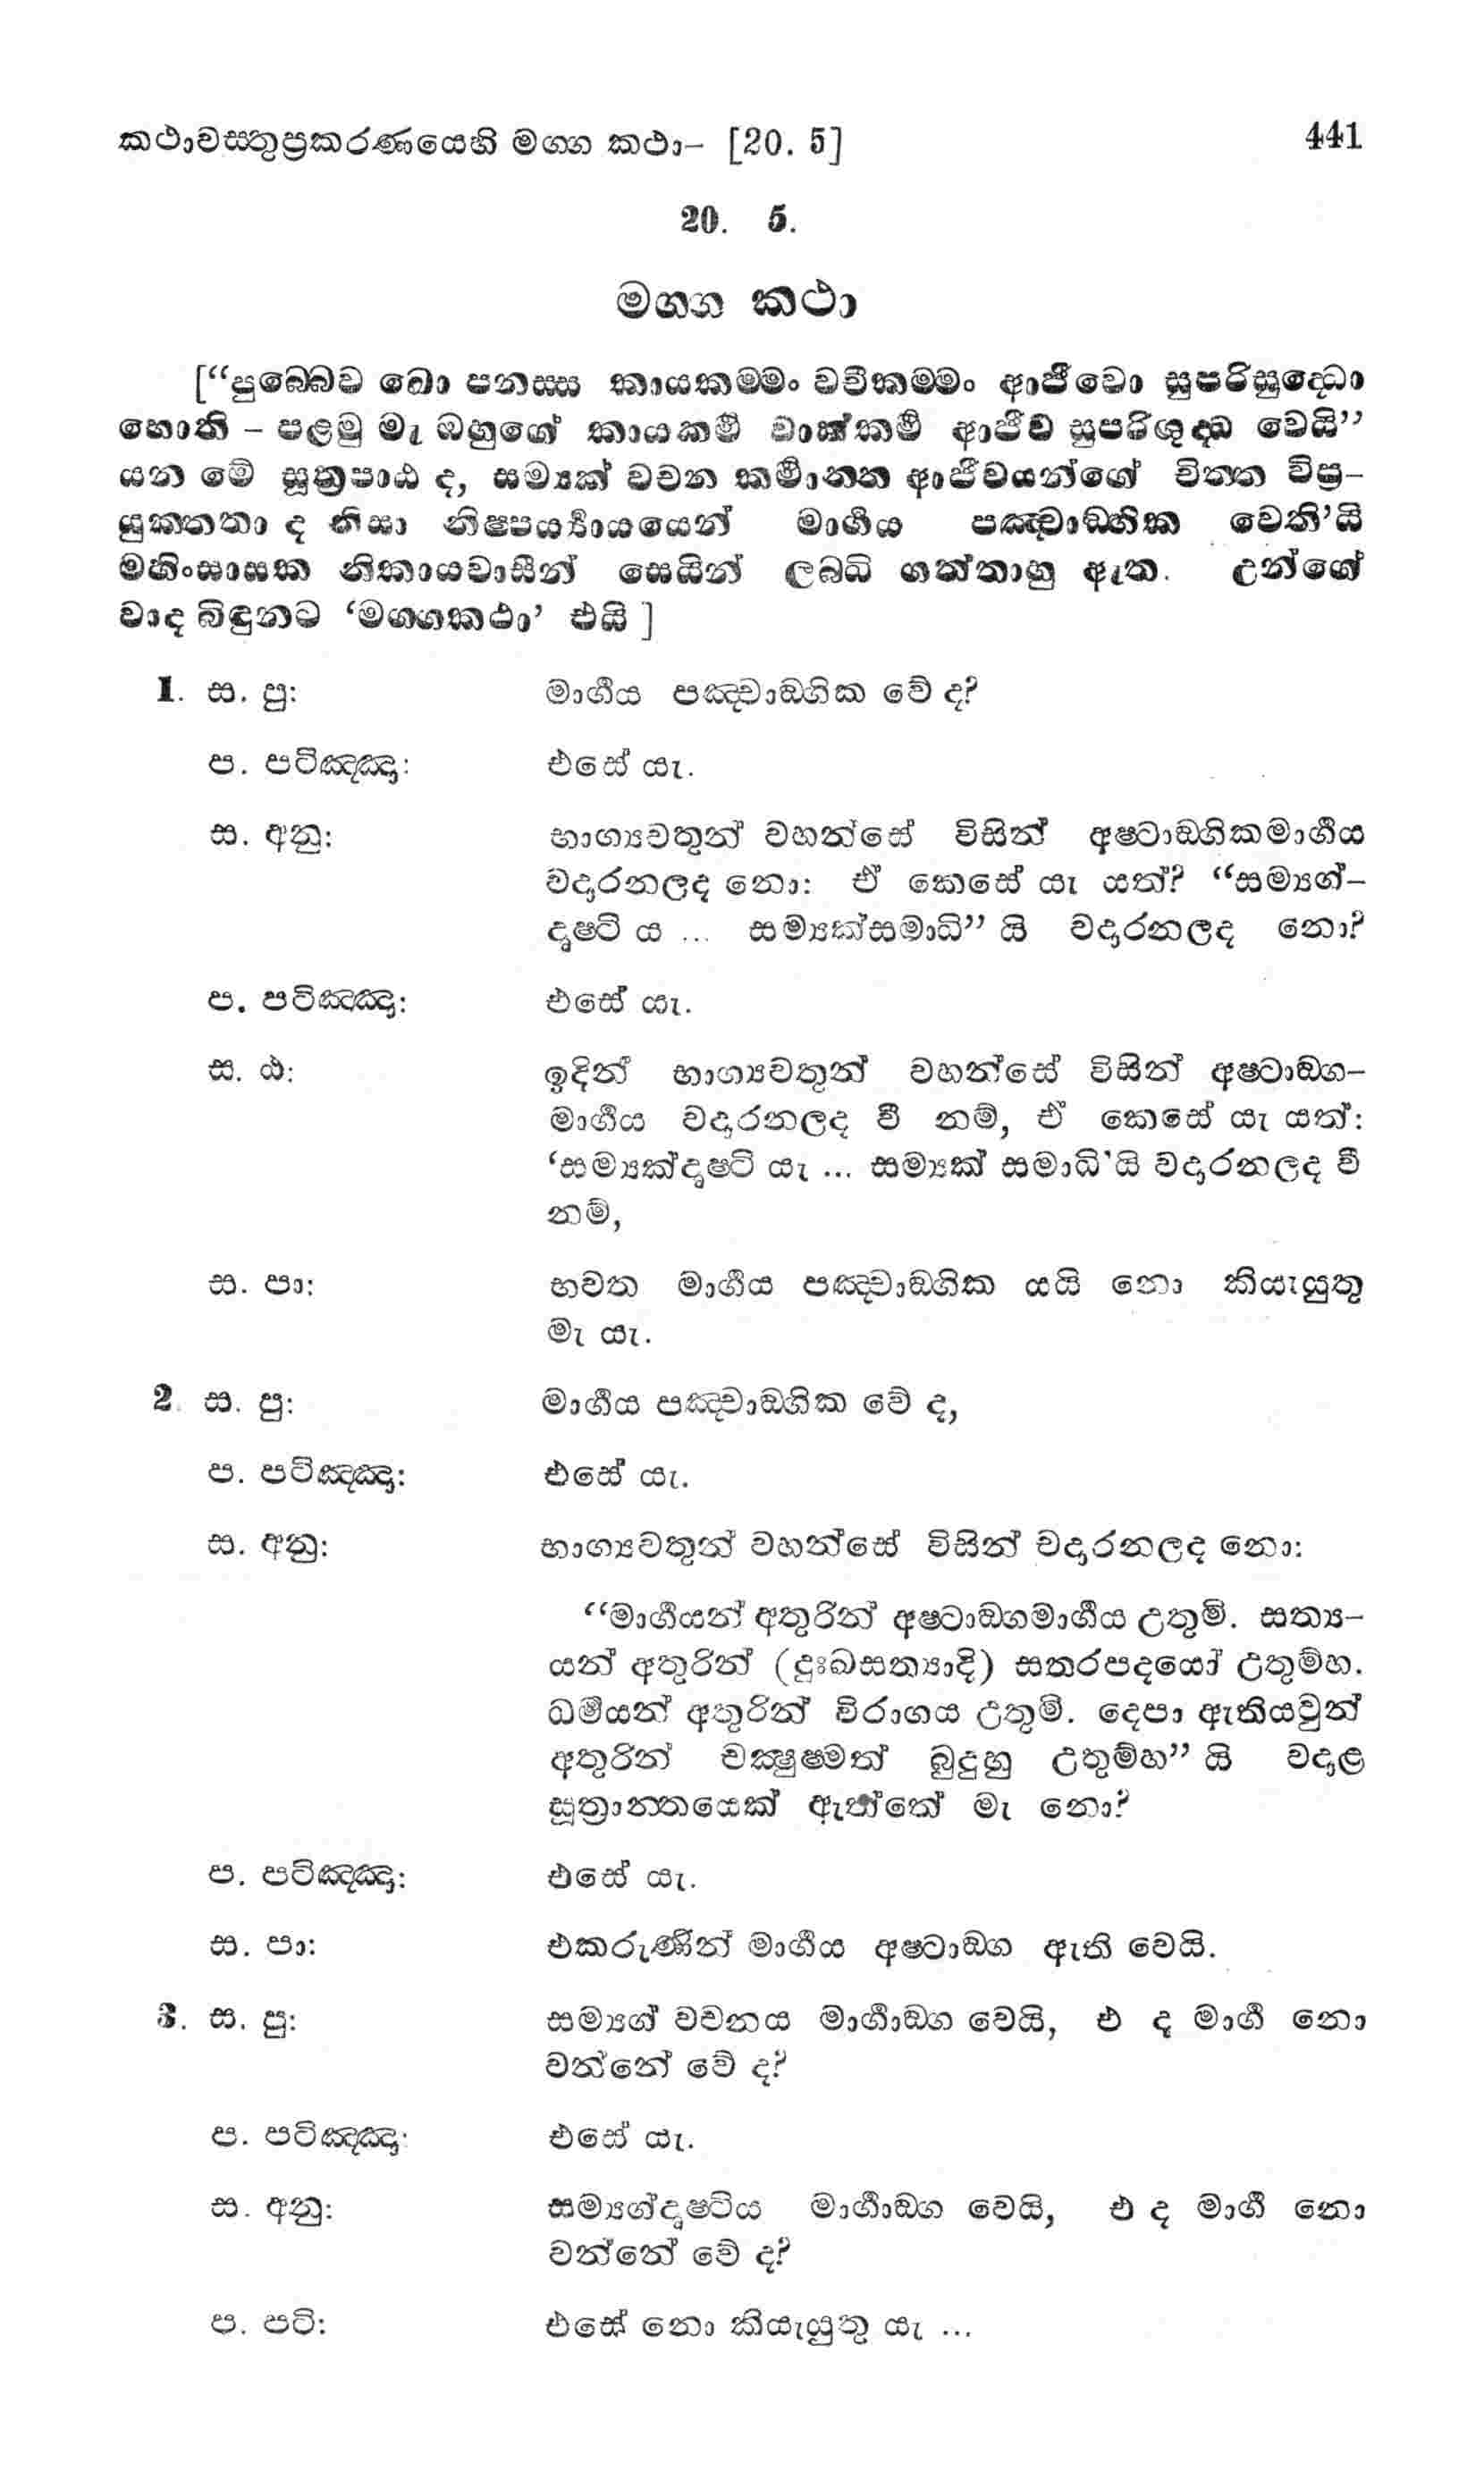 කථාවස්තුප්‍රකරණයෙහි මග්ග කථා– [20. 5] 441
20. 5.
මග්ග කථා
[“පුබ්බෙව ඛො පනස්ස කායකම්මං වචීකම්මං ආජීවො සුපරිසුද්ධො
හොති – පළමු මැ ඔහුගේ කායකර්ම වාක්කර්ම ආජීව සුපරිශුද්ධ වෙයි”
යන මේ සූත්‍රපාඨ ද, සම්‍යක් වචන කර්මාන්ත ආජීවයන්ගේ චිත්ත විප්‍ර–
යුක්තතා ද නිසා නිෂ්පර්‍ය්‍යායයෙන් මාර්ගය පඤ්චාඞ්ගික වෙති’යි
මහිංසාසක නිකායවාසීන් සෙයින් ලබ්ධි ගත්තාහු ඇත. උන්ගේ
වාද බිඳුනට ‘මග්ගකථා’ එයි ]
1. ස. පු: මාර්ගය පඤ්චාඞ්ගික වේ ද?
ප. පටිඤ්ඤා: එසේ යැ.
ස. අනු: භාග්‍යවතුන් වහන්සේ විසින් අෂ්ටාඞ්ගිකමාර්ගය
වදාරනලද නො: ඒ කෙසේ යැ යත්? “සම්‍යග්–
දෘෂ්ටි ය ... සම්‍යක්සමාධි” යි වදාරනලද නො?
ප. පටිඤ්ඤා: එසේ යැ.
ස. ඨ: ඉදින් භාග්‍යවතුන් වහන්සේ විසින් අෂ්ටාඞ්ග–
මාර්ගය වදාරනලද වී නම්, ඒ කෙසේ යැ යත්:
‘සම්‍යක්දෘෂ්ටි යැ ... සම්‍යක් සමාධි’යි වදාරනලද වී
නම්,
ස. පා: භවත මාර්ගය පඤ්චාඞ්ගික යයි නො කියැයුතු
මැ යැ.
2. ස. පු: මාර්ගය පඤ්චාඞ්ගික වේ ද,
ප. පටිඤ්ඤා: එසේ යැ.
ස. අනු: භාග්‍යවතුන් වහන්සේ විසින් වදාරනලද නො:
“මාර්ගයන් අතුරින් අෂ්ටාඞ්ගමාර්ගය උතුමි. සත්‍ය–
යන් අතුරින් (දුඃඛසත්‍යාදි) සතරපදයෝ උතුම්හ.
ධර්මයන් අතුරින් විරාගය උතුමි. දෙපා ඇතියවුන්
අතුරින් චක්‍ෂුෂ්මත් බුදුහු උතුම්හ” යි වදාළ
සූත්‍රාන්තයෙක් ඇත්තේ මැ නො?
ප. පටිඤ්ඤා: එසේ යැ.
ස. පා: එකරුණින් මාර්ගය අෂ්ටාඞ්ග ඇති වෙයි.
3. ස. පු: සම්‍යග් වචනය මාර්ගාඞ්ග වෙයි, එ ද මාර්ග නො
වන්නේ වේ ද?
ප. පටිඤ්ඤා: එසේ යැ.
ස. අනු: සම්‍යග්දෘෂ්ටිය මාර්ගාඞ්ග වෙයි, එ ද මාර්ග නො
වන්නේ වේ ද?
ප. පටි: එසේ නො කියැයුතු යැ ...